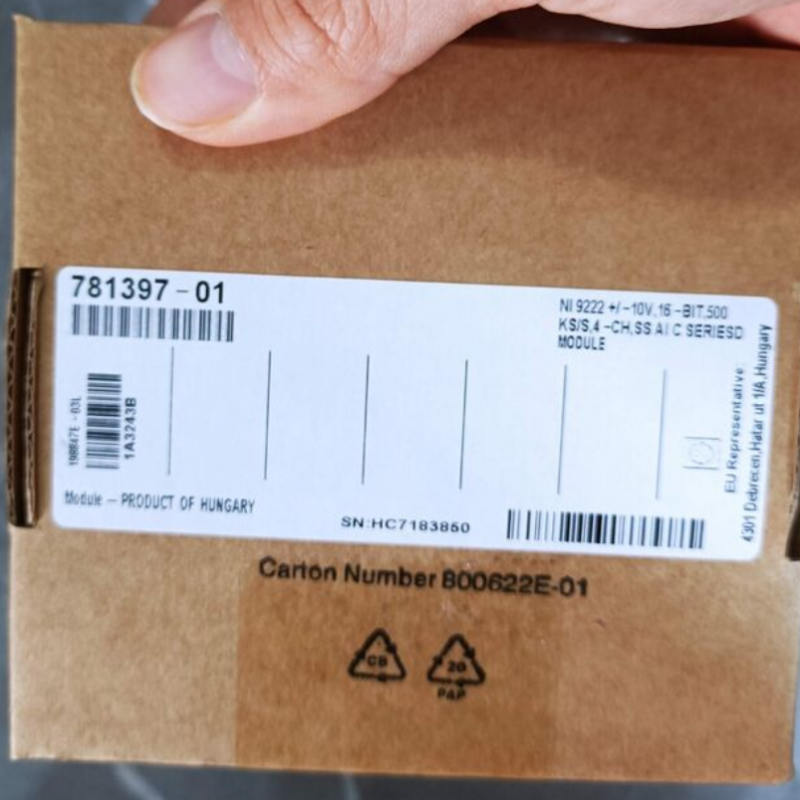 781397-01
NI 9222 +/-10V,16-BIT,500
KS/S,4-CH,SS AI C SERIESD
MODULE
198847E-03L
1A3243B
EU Representative:
4301 Debrecen,Hatar ut 1/A,Hungary
Module - PRODUCT OF HUNGARY
SN:HC7183850
Carton Number 800622E-01
CB
20
PAP